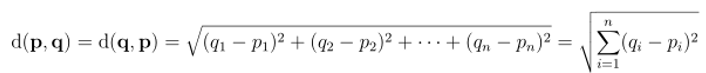 d(𝐩, 𝐪) = d(𝐪, 𝐩) = √((q₁ − p₁)² + (q₂ − p₂)² + · · · + (qₙ − pₙ)²) = √(∑ᵢ₌₁ⁿ (qᵢ − pᵢ)²)